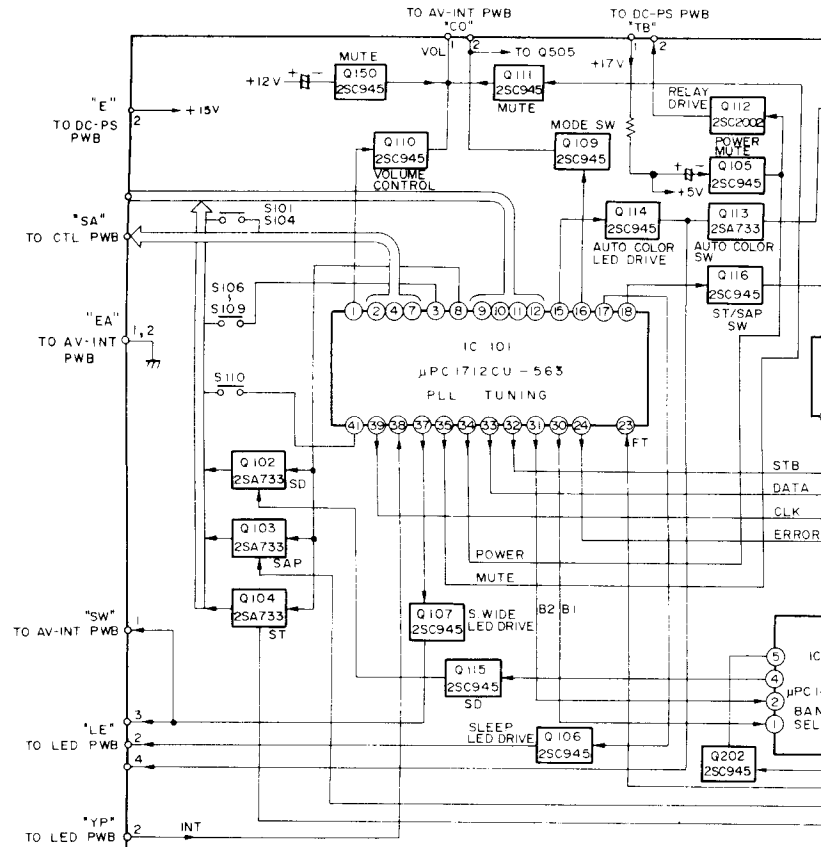 TO AV-INT PWB
"CO"
TO DC-PS PWB
"TB"
VOL
1
2
TO Q505
1
2
+17V
MUTE
+12V
+
-
Q150
2SC945
Q111
2SC945
MUTE
RELAY
DRIVE
Q112
2SC2002
POWER
MUTE
"E"
TO DC-PS
PWB
2
+15V
Q110
2SC945
VOLUME
CONTROL
MODE SW
Q109
2SC945
+
-
Q105
2SC945
+5V
"SA"
TO CTL PWB
S101
S104
Q114
2SC945
AUTO COLOR
LED DRIVE
Q113
2SA733
AUTO COLOR
SW
S106
~
S109
Q116
2SC945
ST/SAP
SW
"EA"
TO AV-INT
PWB
1,2
1
2
4
7
3
8
9
10
11
12
15
16
17
18
IC 101
μPC1712CU-563
PLL TUNING
S110
41
39
38
37
35
34
33
32
31
30
24
23
FT
Q102
2SA733
SD
STB
DATA
CLK
ERROR
Q103
2SA733
SAP
POWER
MUTE
Q104
2SA733
ST
Q107
2SC945
S.WIDE
LED DRIVE
B2
B1
"SW"
TO AV-INT PWB
1
Q115
2SC945
SD
5
4
2
1
IC
μPC1
BAN
SEL
3
"LE"
TO LED PWB
2
4
SLEEP
LED DRIVE
Q106
2SC945
Q202
2SC945
"YP"
TO LED PWB
2
INT